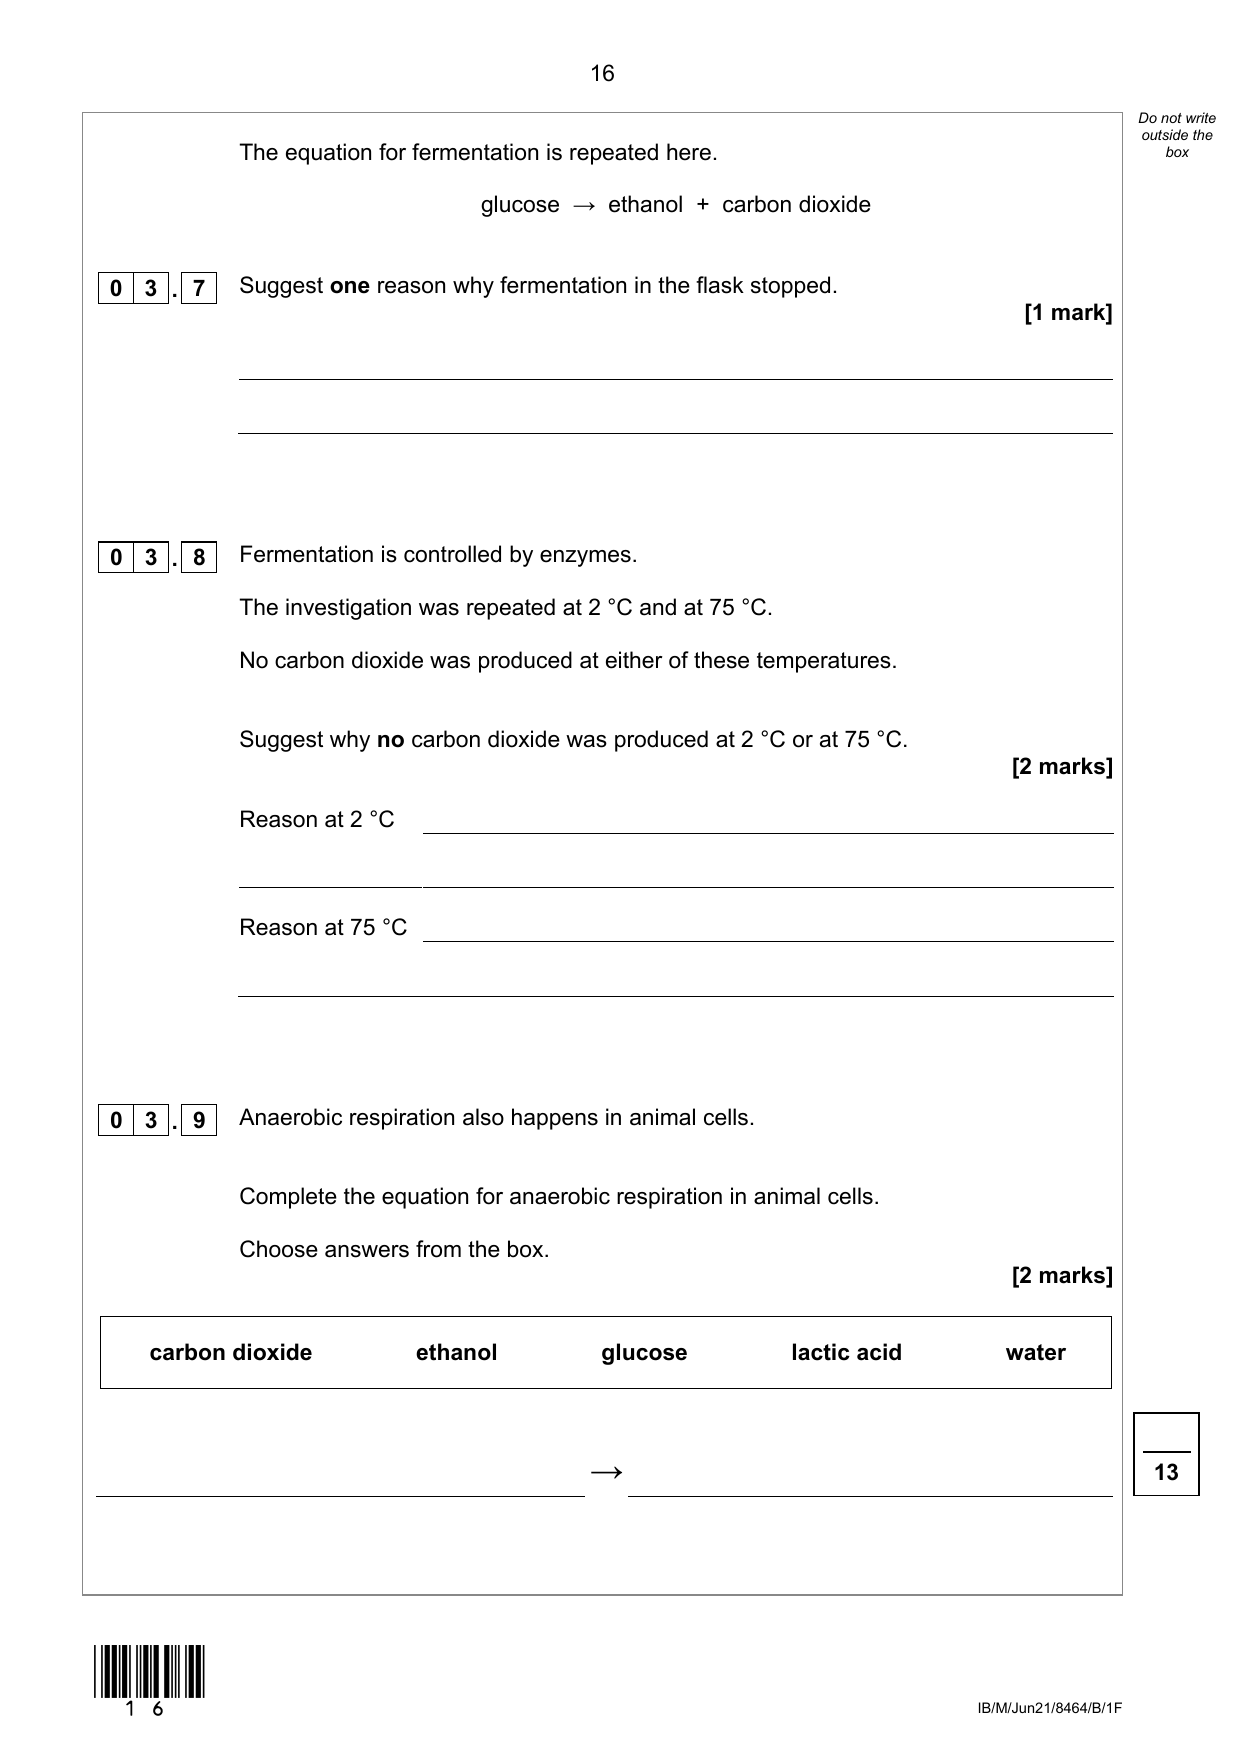 16
Do not write
outside the
box
The equation for fermentation is repeated here.
glucose → ethanol + carbon dioxide
0 3 . 7 Suggest one reason why fermentation in the flask stopped.
[1 mark]
0 3 . 8 Fermentation is controlled by enzymes.
The investigation was repeated at 2 °C and at 75 °C.
No carbon dioxide was produced at either of these temperatures.
Suggest why no carbon dioxide was produced at 2 °C or at 75 °C.
[2 marks]
Reason at 2 °C
Reason at 75 °C
0 3 . 9 Anaerobic respiration also happens in animal cells.
Complete the equation for anaerobic respiration in animal cells.
Choose answers from the box.
[2 marks]
carbon dioxide ethanol glucose lactic acid water
→
13
1 6
IB/M/Jun21/8464/B/1F